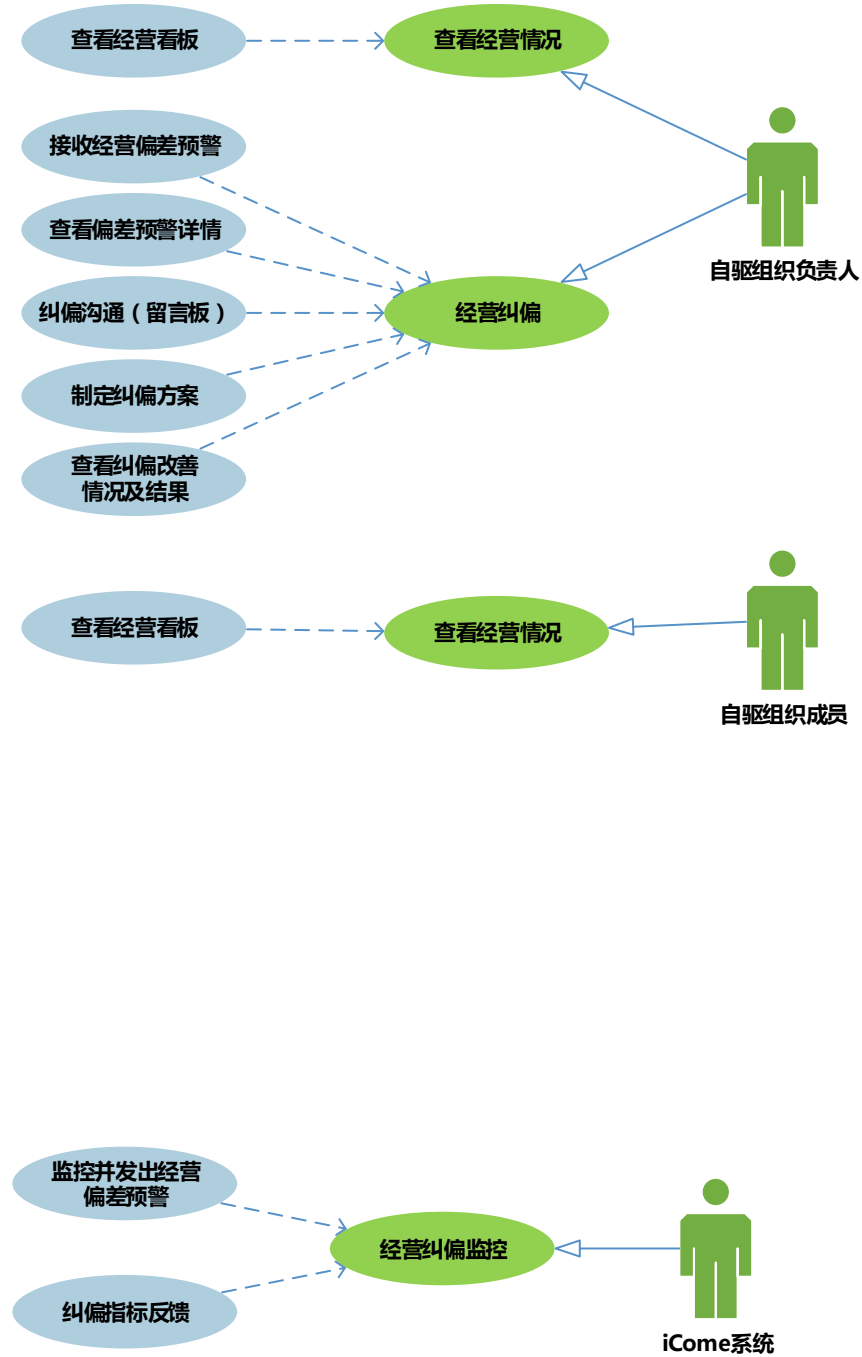 查看经营看板
查看经营情况
接收经营偏差预警
查看偏差预警详情
自驱组织负责人
纠偏沟通（留言板）
经营纠偏
制定纠偏方案
查看纠偏改善
情况及结果
查看经营看板
查看经营情况
自驱组织成员
监控并发出经营
偏差预警
经营纠偏监控
纠偏指标反馈
iCome系统